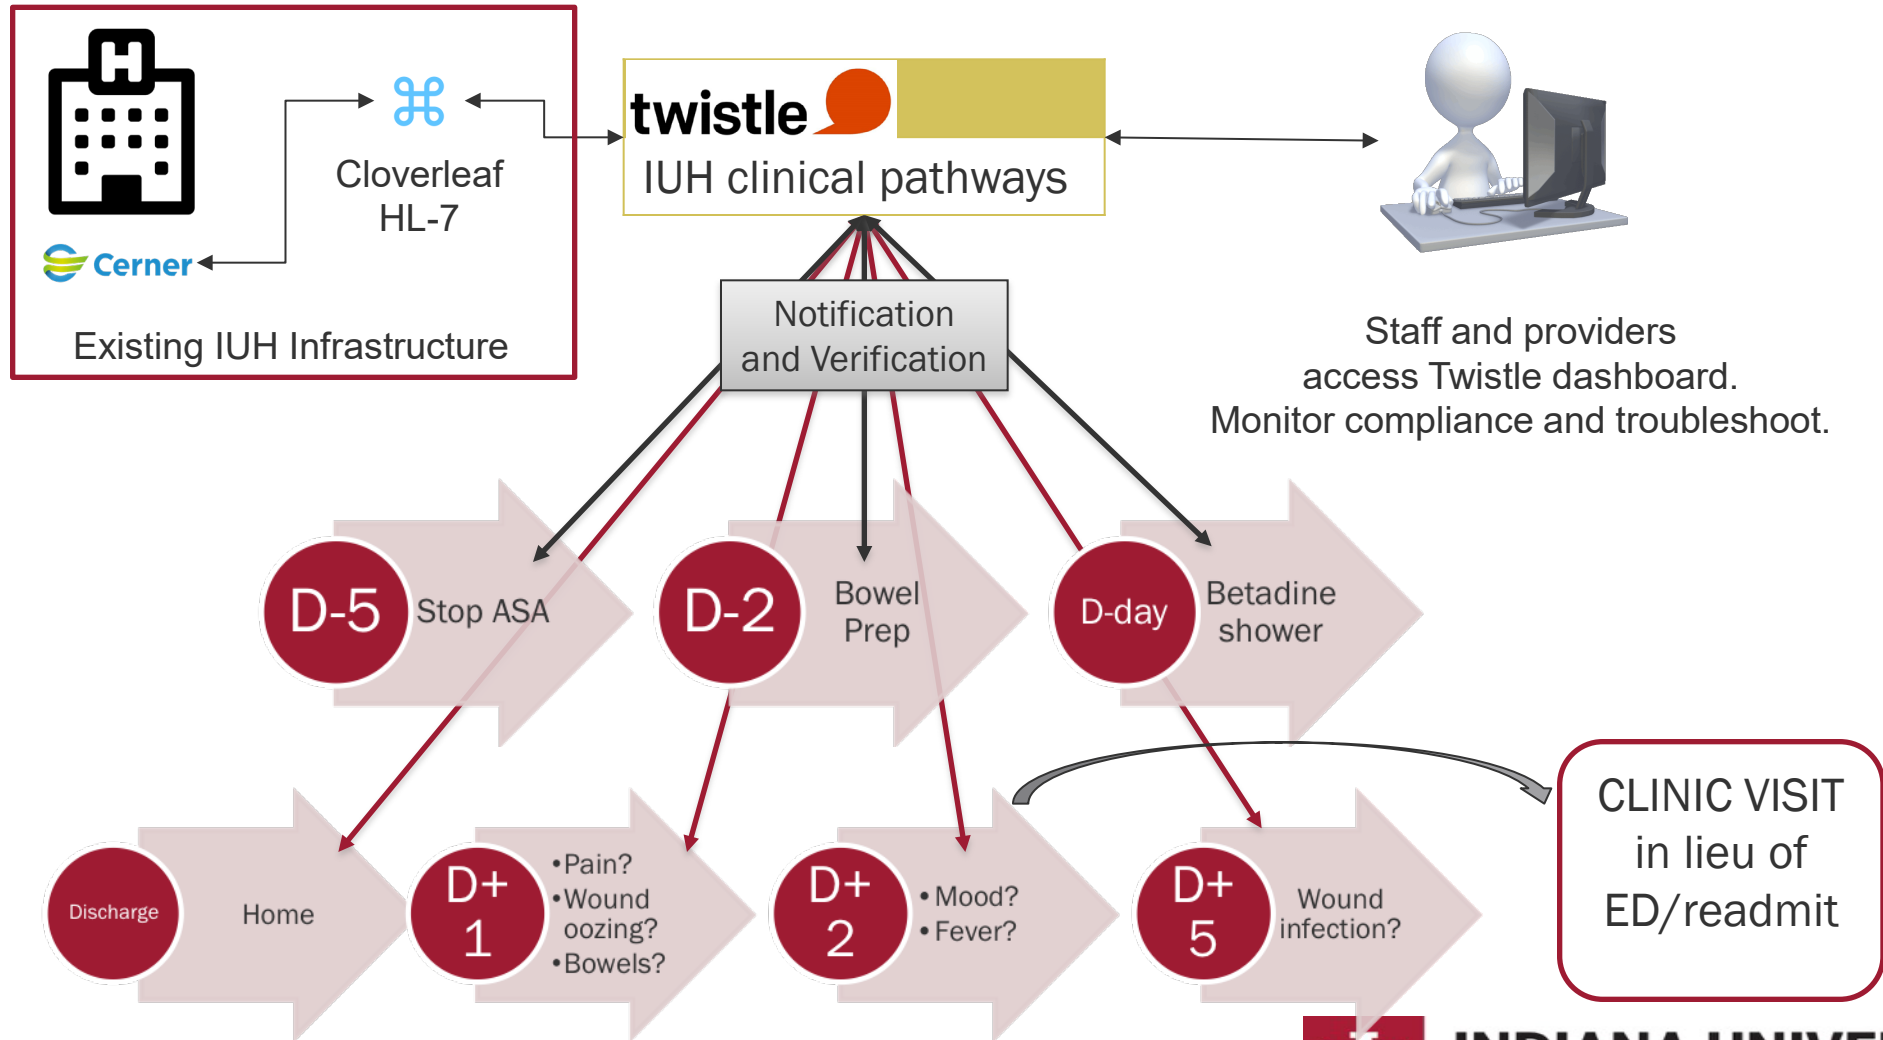 H
Cerner
Cloverleaf
HL-7
Existing IUH Infrastructure
twistle
IUH clinical pathways
Notification
and Verification
Staff and providers
access Twistle dashboard.
Monitor compliance and troubleshoot.
D-5
Stop ASA
D-2
Bowel
Prep
D-day
Betadine
shower
Discharge
Home
D+
1
•Pain?
•Wound
oozing?
•Bowels?
D+
2
• Mood?
• Fever?
D+
5
Wound
infection?
CLINIC VISIT
in lieu of
ED/readmit
INDIANA